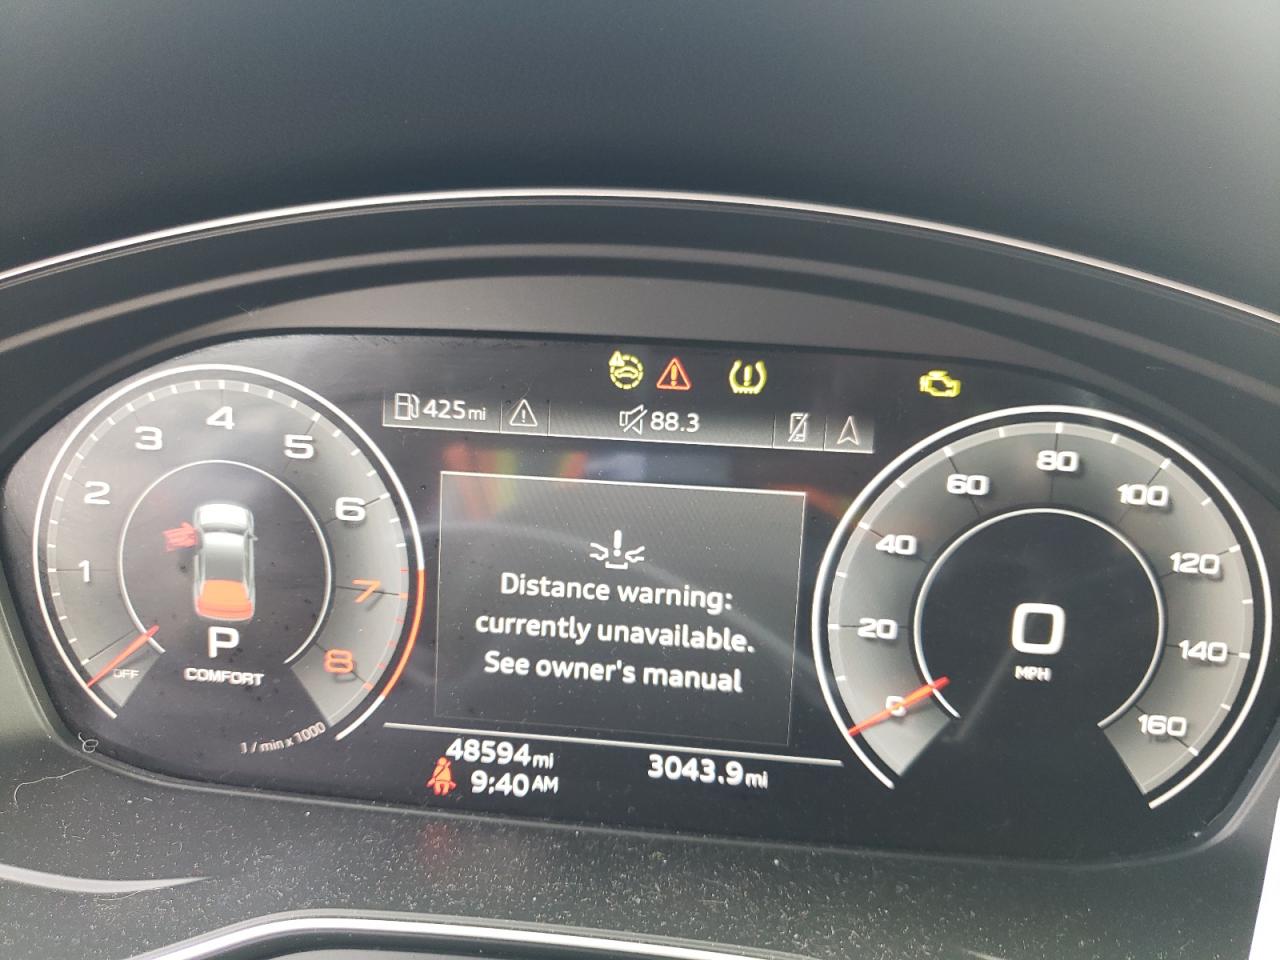 425mi
88.3
1
2
3
4
5
6
7
8
OFF
P
COMFORT
1 / min x 1000
Distance warning:
currently unavailable.
See owner's manual
48594mi
9:40AM
3043.9mi
0
20
40
60
80
100
120
140
160
0
MPH